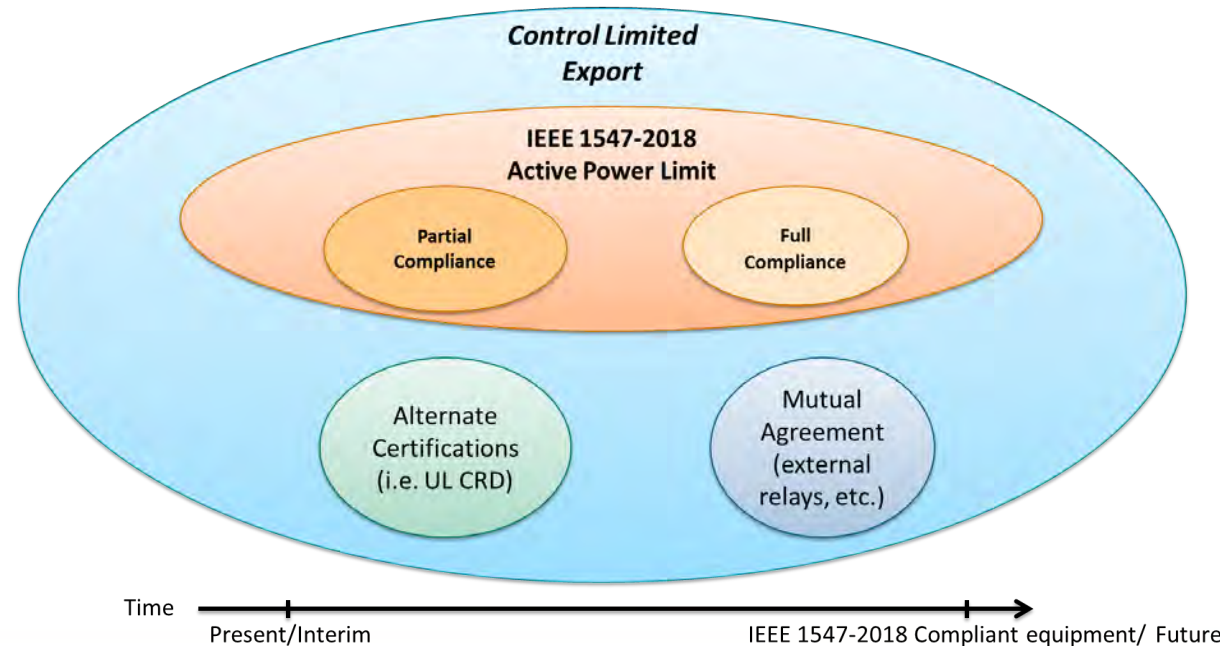 Control Limited
Export
IEEE 1547-2018
Active Power Limit
Partial
Compliance
Full
Compliance
Alternate
Certifications
(i.e. UL CRD)
Mutual
Agreement
(external
relays, etc.)
Time
Present/Interim
IEEE 1547-2018 Compliant equipment/ Future